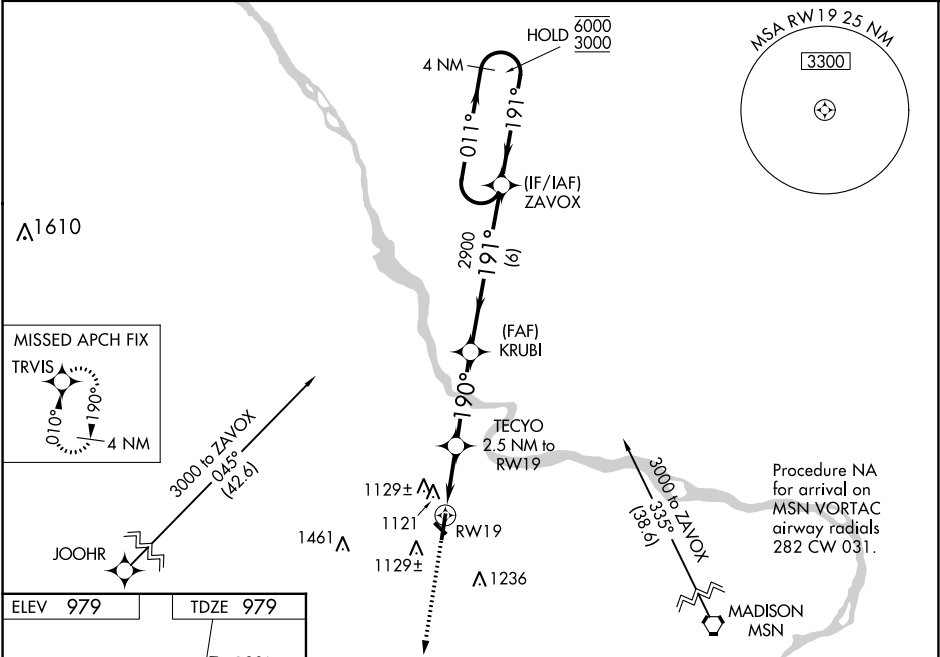 HOLD 6000
3000
4 NM
011°
191°
(IF/IAF)
ZAVOX
MSA RW19 25 NM
3300
1610
2900
191°
(6)
(FAF)
KRUBI
190°
TECYO
2.5 NM to
RW19
MISSED APCH FIX
TRVIS
010°
190°
4 NM
3000 to ZAVOX
045°
(42.6)
JOOHR
1129±
1121
RW19
1461
1129±
1236
3000 to ZAVOX
335°
(38.6)
MADISON
MSN
Procedure NA
for arrival on
MSN VORTAC
airway radials
282 CW 031.
ELEV 979
TDZE 979